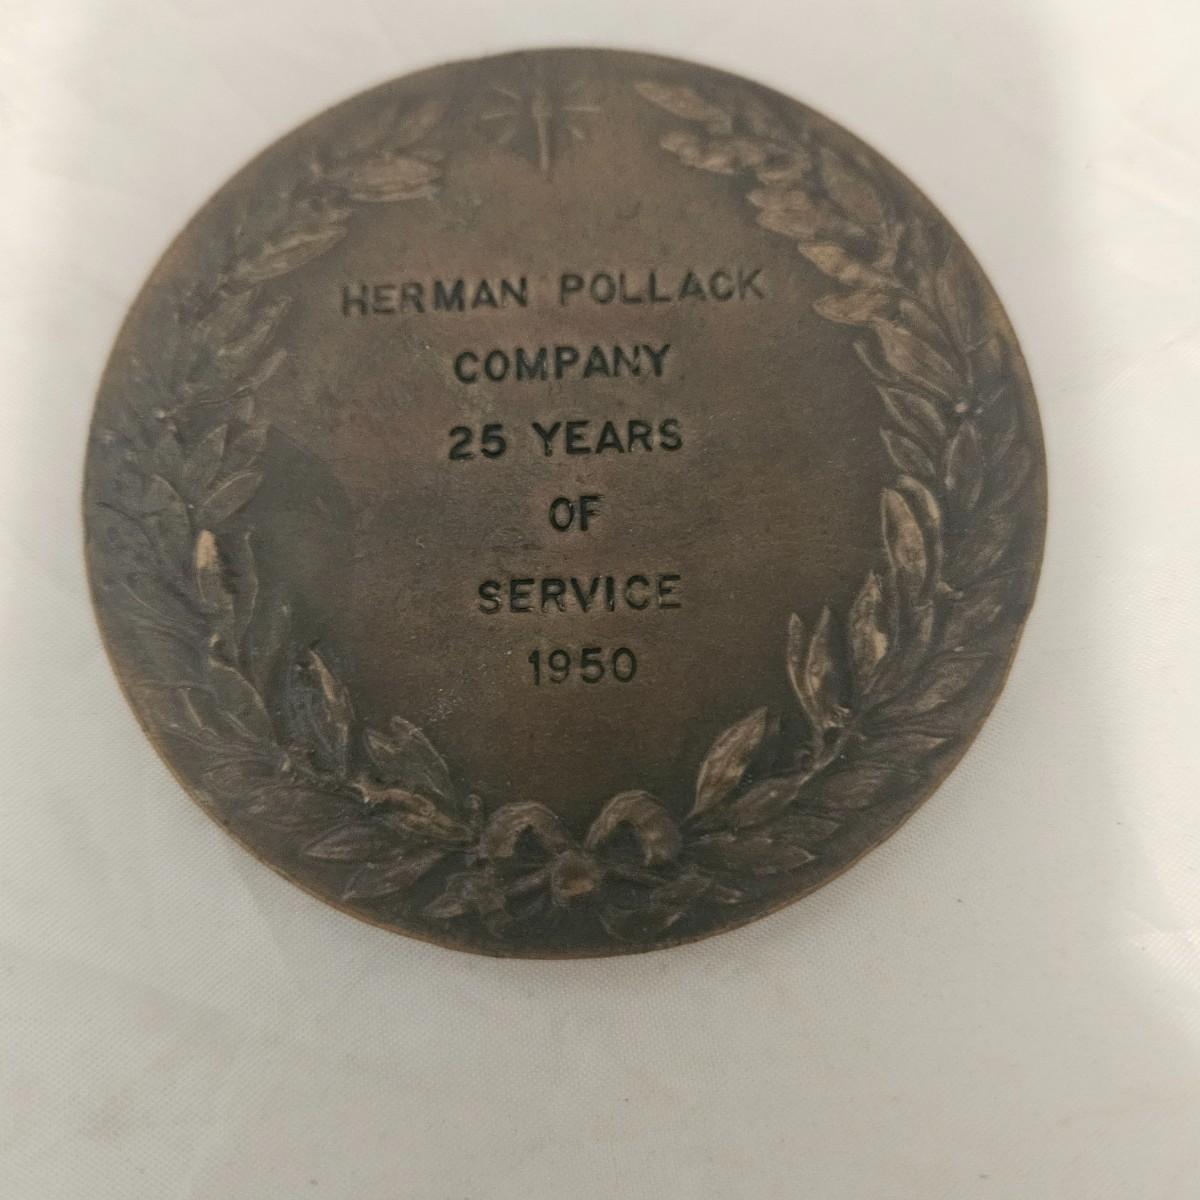 HERMAN POLLACK
COMPANY
25 YEARS
OF
SERVICE
1950